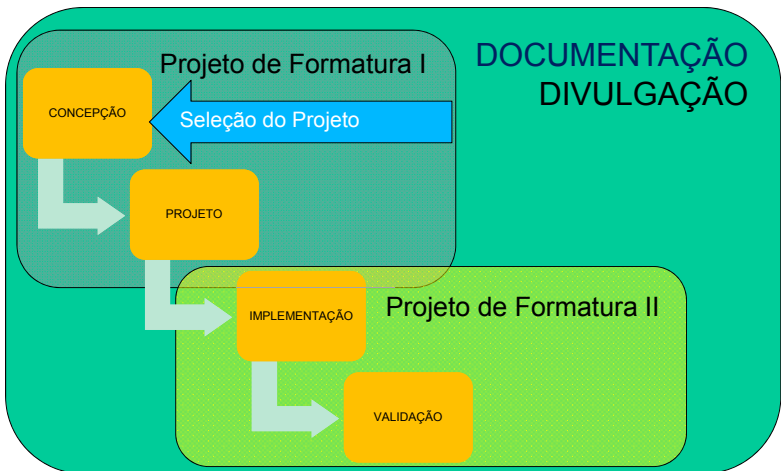 DOCUMENTAÇÃO
DIVULGAÇÃO
Projeto de Formatura I
CONCEPÇÃO
Seleção do Projeto
PROJETO
Projeto de Formatura II
IMPLEMENTAÇÃO
VALIDAÇÃO